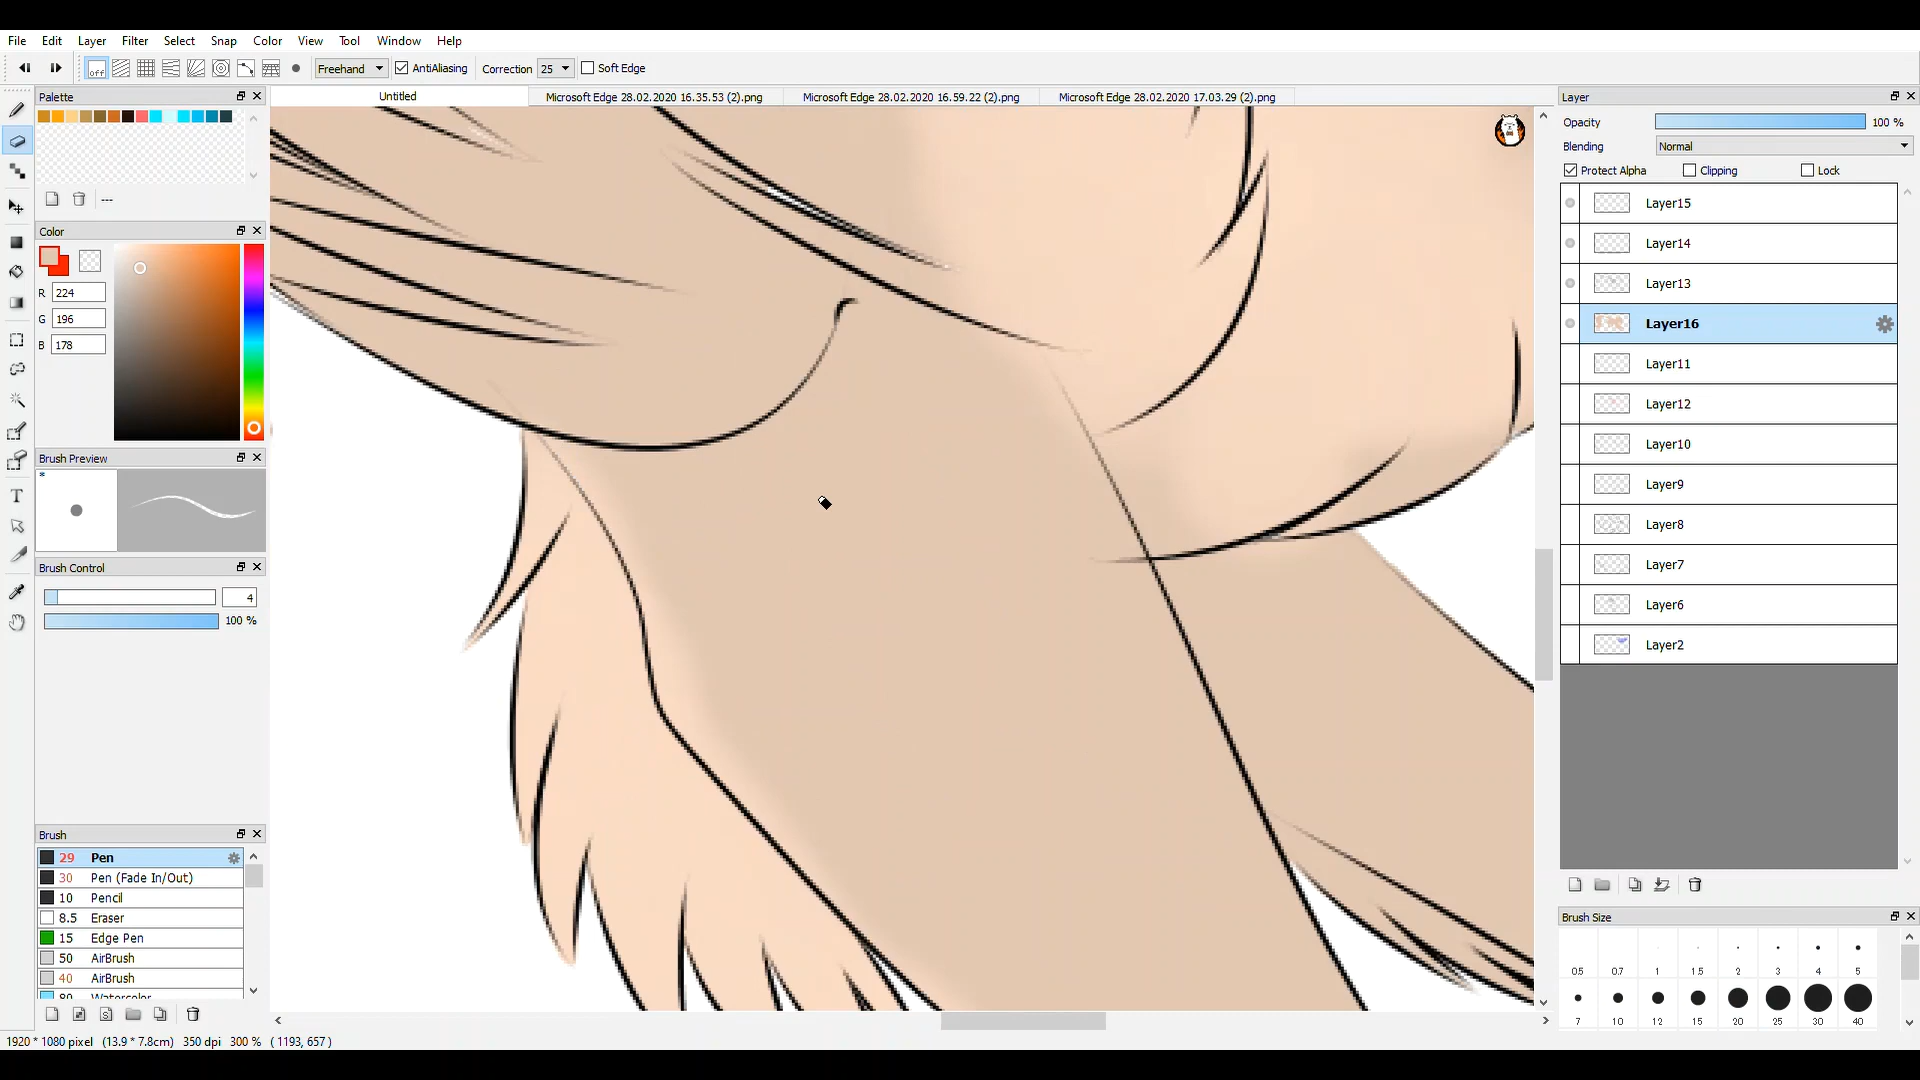 File Edit Layer Filter Select Snap Color View Tool Window Help
off Freehand AntiAliasing Correction 25 Soft Edge
Palette
Untitled Microsoft Edge 28.02.2020 16.35.53 (2).png Microsoft Edge 28.02.2020 16.59.22 (2).png Microsoft Edge 28.02.2020 17.03.29 (2).png
---
Color
R 224
G 196
B 178
Brush Preview
*
Brush Control
4
100 %
Brush
29 Pen
30 Pen (Fade In/Out)
10 Pencil
8.5 Eraser
15 Edge Pen
50 AirBrush
40 AirBrush
80 Watercolor
Layer
Opacity 100 %
Blending Normal
Protect Alpha Clipping Lock
Layer15
Layer14
Layer13
Layer16
Layer11
Layer12
Layer10
Layer9
Layer8
Layer7
Layer6
Layer2
Brush Size
0.5 0.7 1 1.5 2 3 4 5
7 10 12 15 20 25 30 40
1920 * 1080 pixel (13.9 * 7.8cm) 350 dpi 300 % ( 1193, 657 )